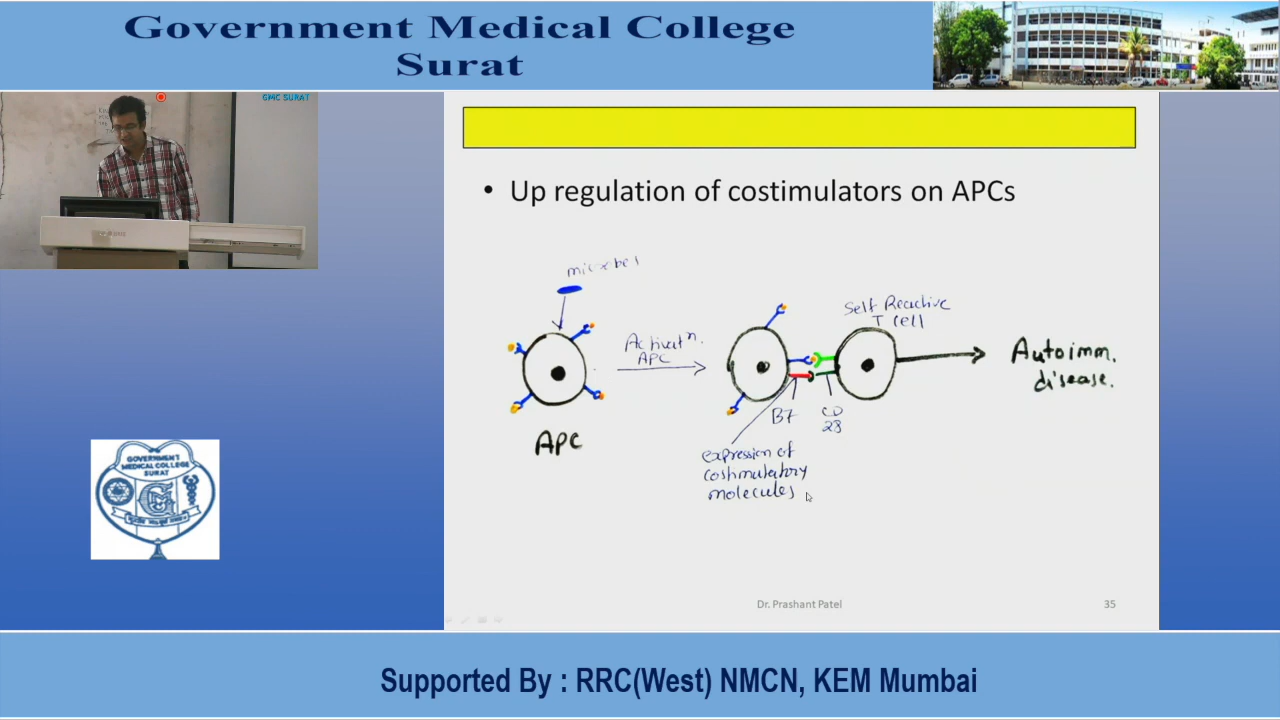 Government Medical College
Surat
GMC SURAT
• Up regulation of costimulators on APCs
microbes
Activatⁿ.
APC
Self Reactive
T cell
Autoimm.
disease.
B7
CD
28
APC
expression of
costimulatory
molecules
GOVERNMENT
MEDICAL COLLEGE
SURAT
Dr. Prashant Patel
35
Supported By : RRC(West) NMCN, KEM Mumbai